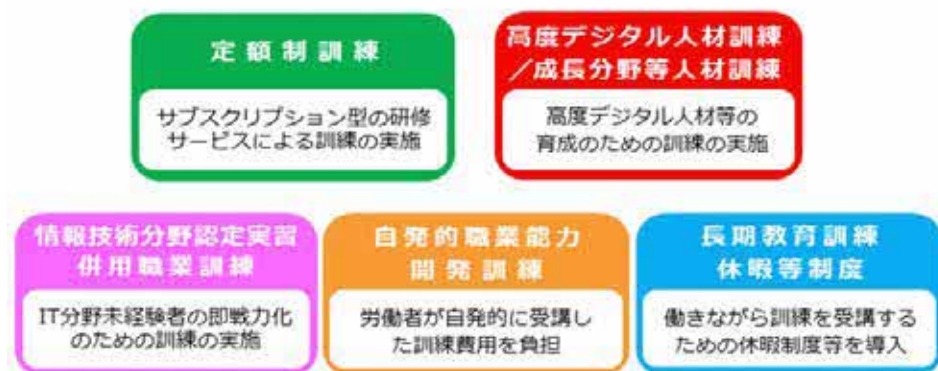 定額制訓練
サブスクリプション型の研修
サービスによる訓練の実施
高度デジタル人材訓練
／成長分野等人材訓練
高度デジタル人材等の
育成のための訓練の実施
情報技術分野認定実習
併用職業訓練
IT分野未経験者の即戦力化
のための訓練の実施
自発的職業能力
開発訓練
労働者が自発的に受講し
た訓練費用を負担
長期教育訓練
休暇等制度
働きながら訓練を受講する
ための休暇制度等を導入